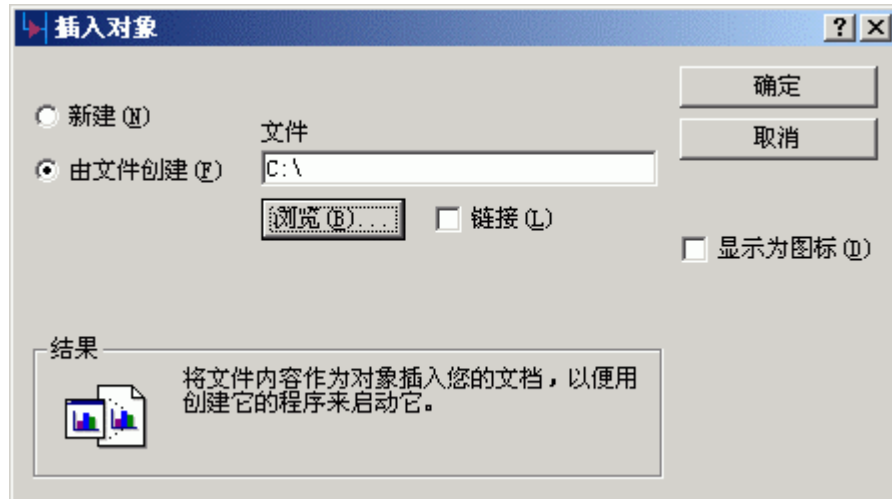 插入对象
新建(N)
由文件创建(F)
文件
C:\
浏览(B)...
链接(L)
确定
取消
显示为图标(D)
结果
将文件内容作为对象插入您的文档，以便用
创建它的程序来启动它。